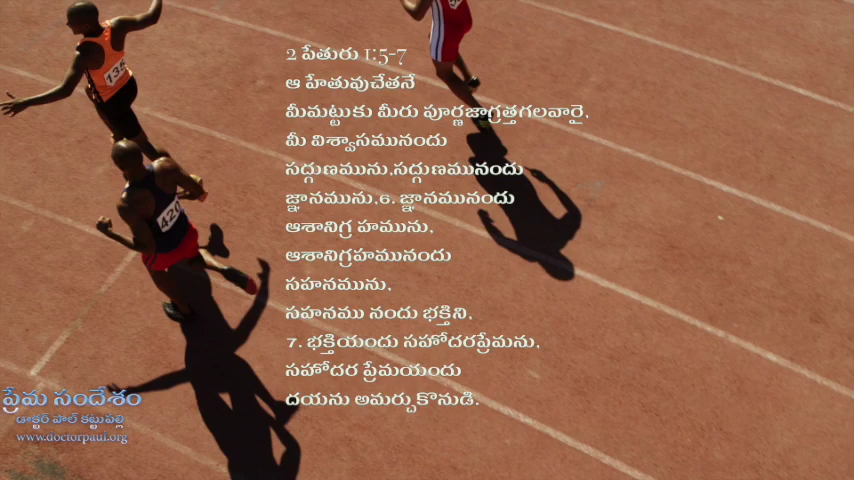 2 పేతురు 1:5-7
ఆ హేతువుచేతనే
మీమట్టుకు మీరు పూర్ణజాగ్రత్తగలవారై,
మీ విశ్వాసమునందు
సద్గుణమును,సద్గుణమునందు
జ్ఞానమును,6. జ్ఞానమునందు
ఆశానిగ్ర హమును,
ఆశానిగ్రహమునందు
సహనమును,
సహనము నందు భక్తిని,
7. భక్తియందు సహోదరప్రేమను,
సహోదర ప్రేమయందు
దయను అమర్చుకొనుడి.
135
420
ప్రేమ సందేశం
డాక్టర్ పాల్ కట్టుపల్లి
www.doctorpaul.org